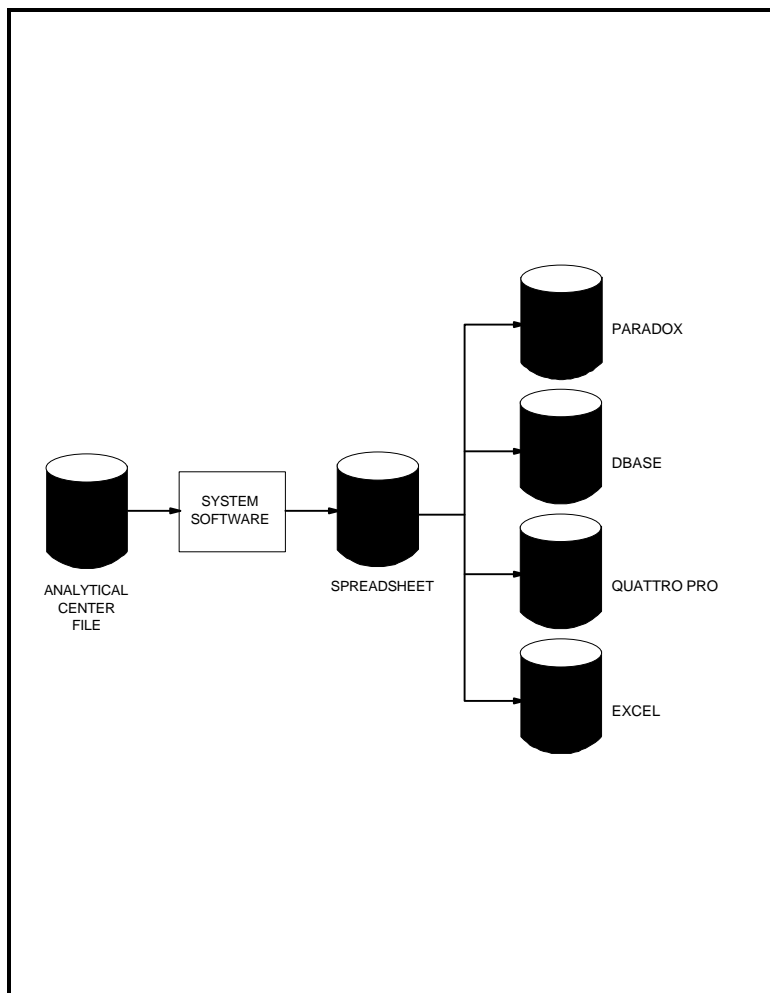 ANALYTICAL
CENTER
FILE
SYSTEM
SOFTWARE
SPREADSHEET
PARADOX
DBASE
QUATTRO PRO
EXCEL